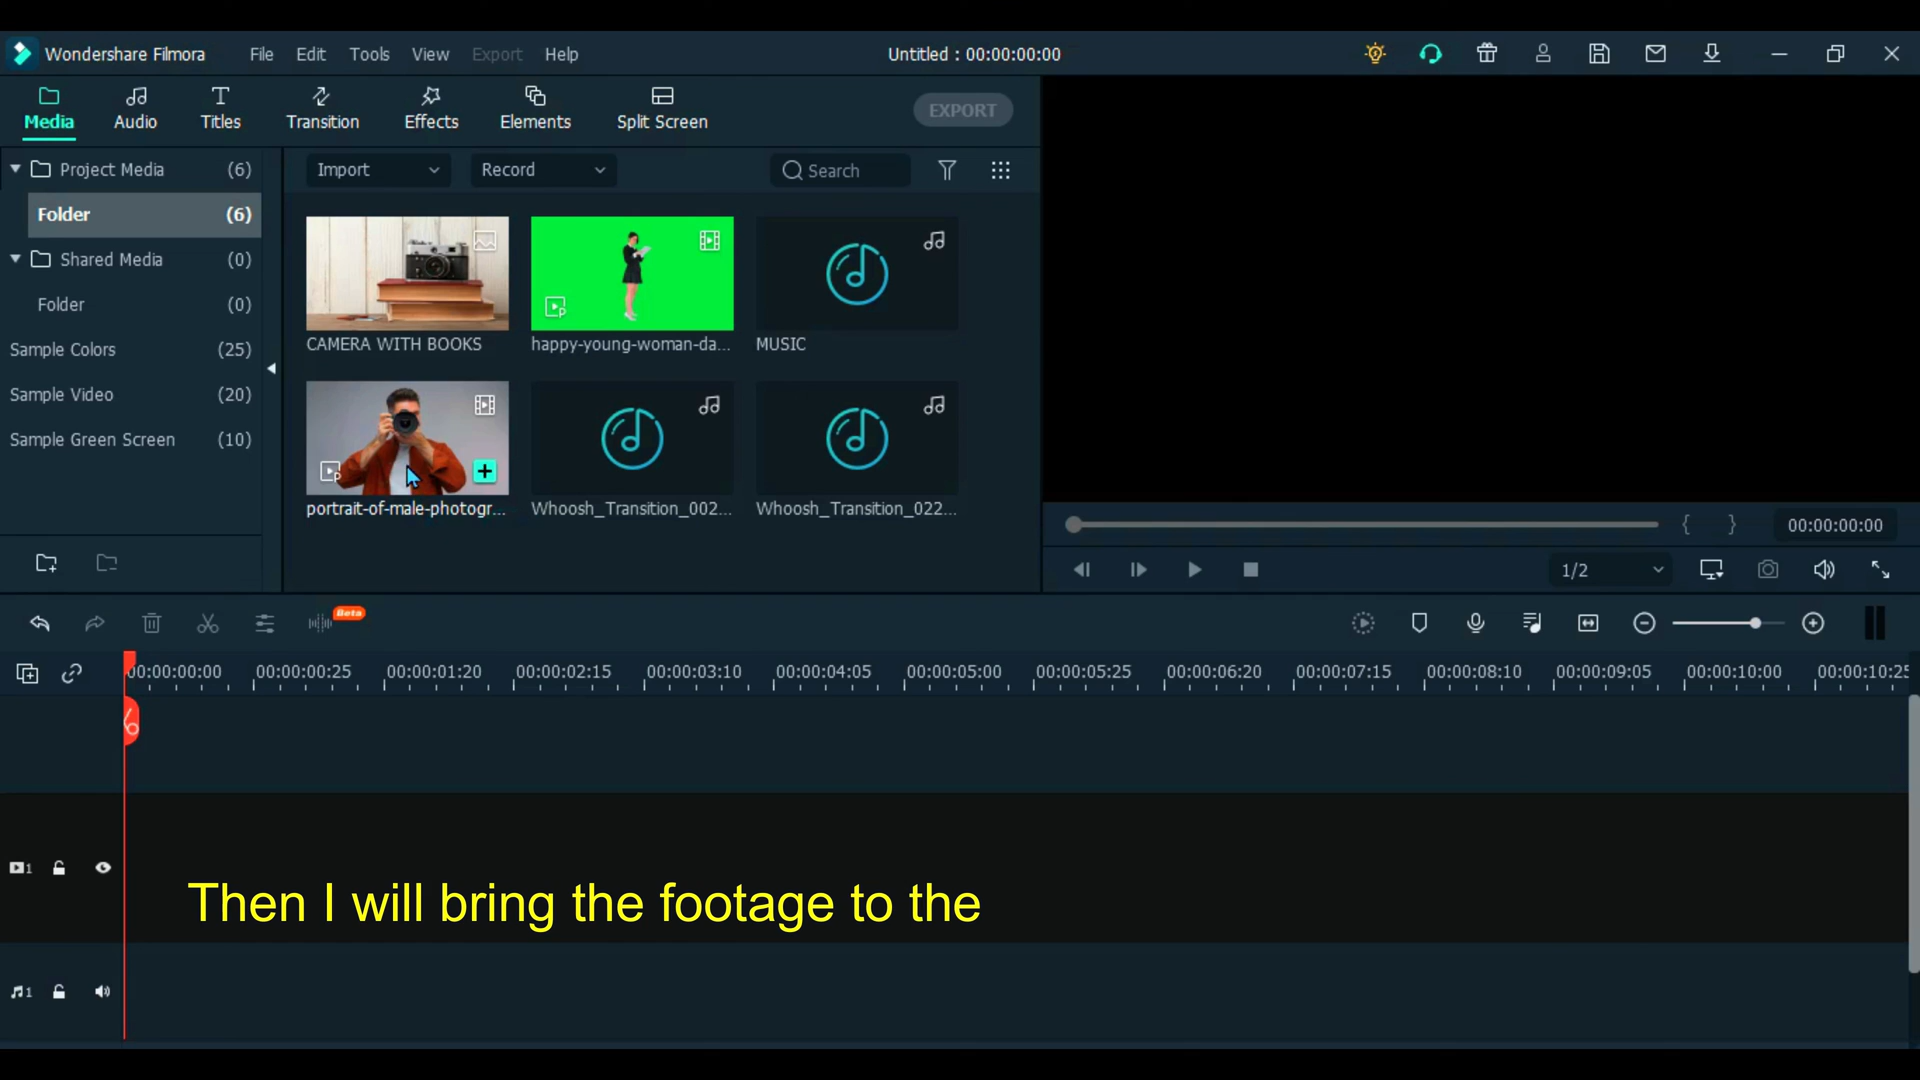 Wondershare Filmora File Edit Tools View Export Help Untitled : 00:00:00:00
Media Audio Titles Transition Effects Elements Split Screen EXPORT
Project Media (6)
Folder (6)
Shared Media (0)
Folder (0)
Sample Colors (25)
Sample Video (20)
Sample Green Screen (10)
Import Record Search
CAMERA WITH BOOKS happy-young-woman-da... MUSIC
portrait-of-male-photogr... Whoosh_Transition_002... Whoosh_Transition_022...
{ } 00:00:00:00
1/2
Beta
00:00:00:00 00:00:00:25 00:00:01:20 00:00:02:15 00:00:03:10 00:00:04:05 00:00:05:00 00:00:05:25 00:00:06:20 00:00:07:15 00:00:08:10 00:00:09:05 00:00:10:00 00:00:10:25
1
Then I will bring the footage to the
1